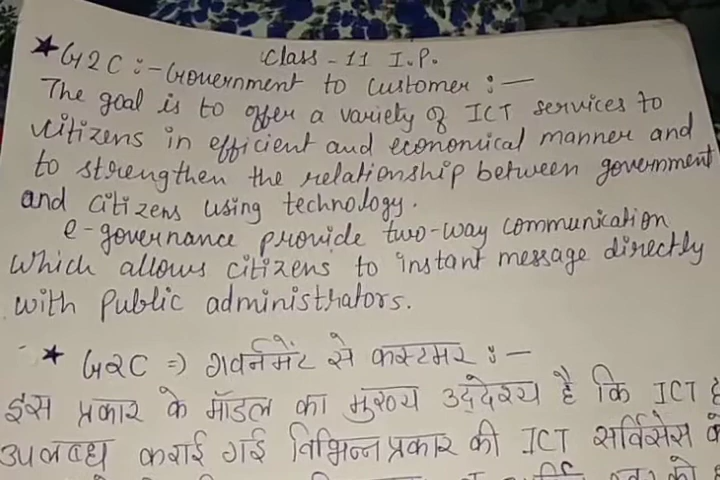 Class - 11 I.P.
★ G2C :- Government to Customer : -
The goal is to offer a variety of ICT services to
citizens in efficient and economical manner and
to strengthen the relationship between government
and citizens using technology.
e-governance provide two-way communication
which allows citizens to instant message directly
with Public administrators.
★ G2C => गवर्नमेंट से कस्टमर : -
इस प्रकार के मॉडल का मुख्य उद्देश्य है कि ICT
उपलब्ध कराई गई विभिन्न प्रकार की ICT सर्विसेस